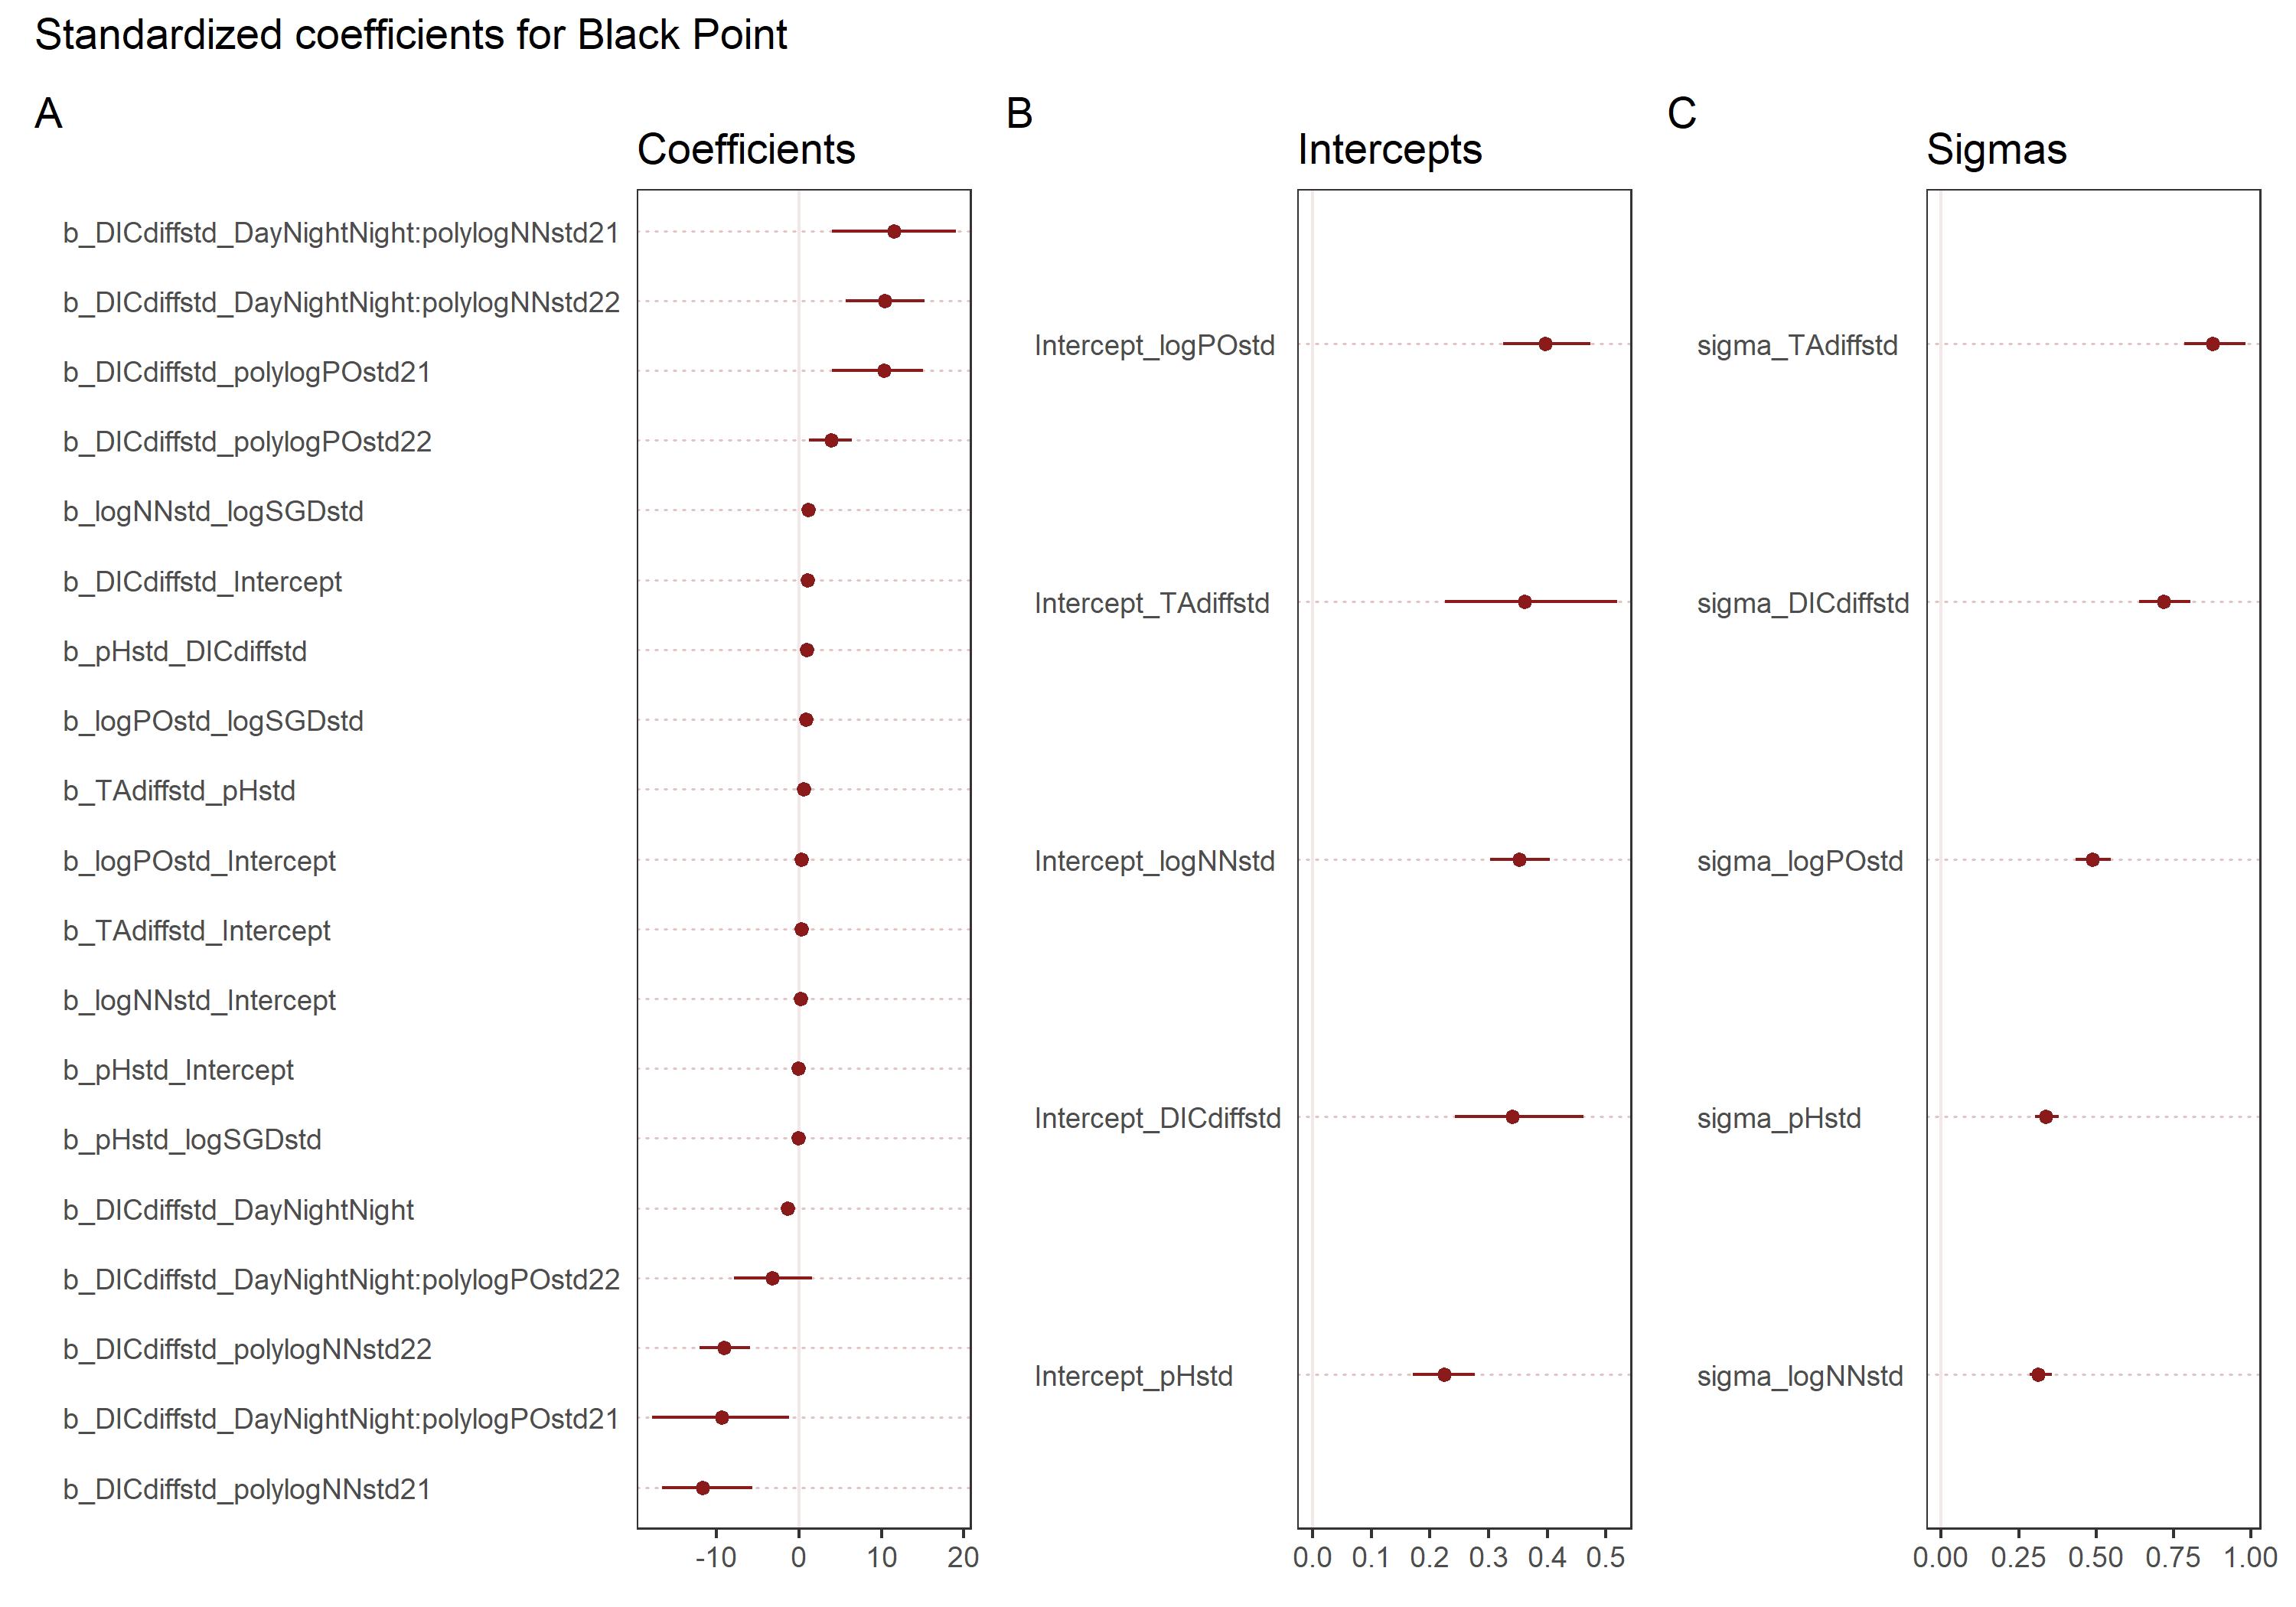 Standardized coefficients for Black Point
A
Coefficients
b_DICdiffstd_DayNightNight:polylogNNstd21
b_DICdiffstd_DayNightNight:polylogNNstd22
b_DICdiffstd_polylogPOstd21
b_DICdiffstd_polylogPOstd22
b_logNNstd_logSGDstd
b_DICdiffstd_Intercept
b_pHstd_DICdiffstd
b_logPOstd_logSGDstd
b_TAdiffstd_pHstd
b_logPOstd_Intercept
b_TAdiffstd_Intercept
b_logNNstd_Intercept
b_pHstd_Intercept
b_pHstd_logSGDstd
b_DICdiffstd_DayNightNight
b_DICdiffstd_DayNightNight:polylogPOstd22
b_DICdiffstd_polylogNNstd22
b_DICdiffstd_DayNightNight:polylogPOstd21
b_DICdiffstd_polylogNNstd21
-10 0 10 20
B
Intercepts
Intercept_logPOstd
Intercept_TAdiffstd
Intercept_logNNstd
Intercept_DICdiffstd
Intercept_pHstd
0.0 0.1 0.2 0.3 0.4 0.5
C
Sigmas
sigma_TAdiffstd
sigma_DICdiffstd
sigma_logPOstd
sigma_pHstd
sigma_logNNstd
0.00 0.25 0.50 0.75 1.00